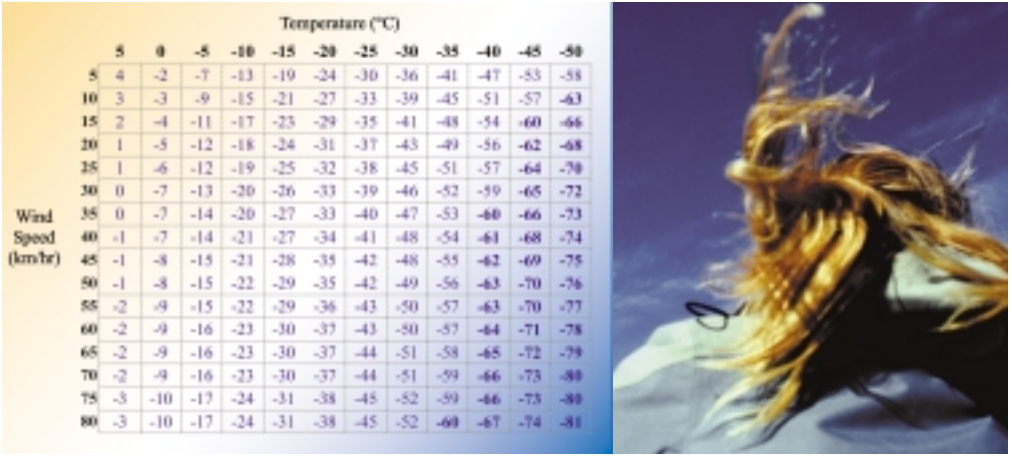 Temperature (°C)
5 0 -5 -10 -15 -20 -25 -30 -35 -40 -45 -50
5 4 -2 -7 -13 -19 -24 -30 -36 -41 -47 -53 -58
10 3 -3 -9 -15 -21 -27 -33 -39 -45 -51 -57 -63
15 2 -4 -11 -17 -23 -29 -35 -41 -48 -54 -60 -66
20 1 -5 -12 -18 -24 -31 -37 -43 -49 -56 -62 -68
25 1 -6 -12 -19 -25 -32 -38 -45 -51 -57 -64 -70
30 0 -7 -13 -20 -26 -33 -39 -46 -52 -59 -65 -72
Wind 35 0 -7 -14 -20 -27 -33 -40 -47 -53 -60 -66 -73
Speed 40 -1 -7 -14 -21 -27 -34 -41 -48 -54 -61 -68 -74
(km/hr) 45 -1 -8 -15 -21 -28 -35 -42 -48 -55 -62 -69 -75
50 -1 -8 -15 -22 -29 -35 -42 -49 -56 -63 -70 -76
55 -2 -9 -15 -22 -29 -36 -43 -50 -57 -63 -70 -77
60 -2 -9 -16 -23 -30 -37 -43 -50 -57 -64 -71 -78
65 -2 -9 -16 -23 -30 -37 -44 -51 -58 -65 -72 -79
70 -2 -9 -16 -23 -30 -37 -44 -51 -59 -66 -73 -80
75 -3 -10 -17 -24 -31 -38 -45 -52 -59 -66 -73 -80
80 -3 -10 -17 -24 -31 -38 -45 -52 -60 -67 -74 -81